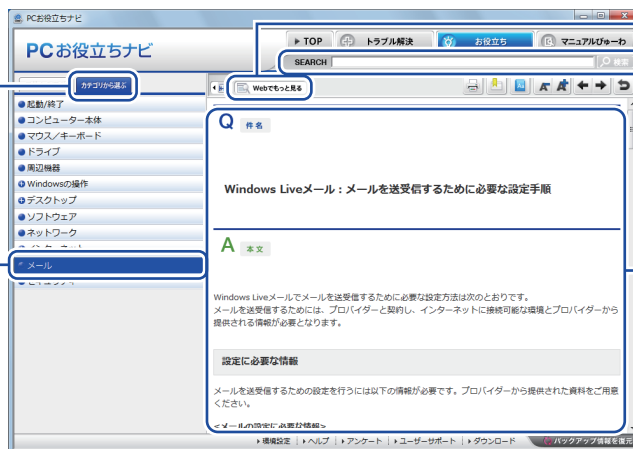 PCお役立ちナビ
PCお役立ちナビ
TOP
トラブル解決
お役立ち
マニュアルびゅーわ
SEARCH
検索
カテゴリから選ぶ
Webでもっと見る
起動/終了
コンピューター本体
マウス/キーボード
ドライブ
周辺機器
Windowsの操作
デスクトップ
ソフトウェア
ネットワーク
メール
Q 件名
Windows Liveメール：メールを送受信するために必要な設定手順
A 本文
Windows Liveメールでメールを送受信するために必要な設定方法は次のとおりです。
メールを送受信するためには、プロバイダーと契約し、インターネットに接続可能な環境とプロバイダーから
提供される情報が必要となります。
設定に必要な情報
メールを送受信するための設定を行うには以下の情報が必要です。プロバイダーから提供された資料をご用意
ください。
<メールの設定に必要な情報>
環境設定 ヘルプ アンケート ユーザーサポート ダウンロード バックアップ情報を復元